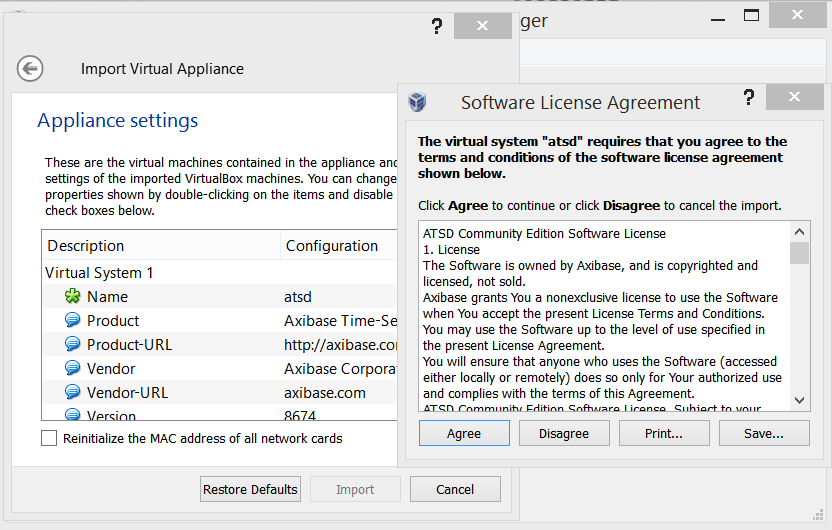 ger
?
Import Virtual Appliance
Appliance settings
These are the virtual machines contained in the appliance and
settings of the imported VirtualBox machines. You can change
properties shown by double-clicking on the items and disable
check boxes below.
Description Configuration
Virtual System 1
Name atsd
Product Axibase Time-Se
Product-URL http://axibase.co
Vendor Axibase Corpora
Vendor-URL axibase.com
Version 8674
Reinitialize the MAC address of all network cards
Restore Defaults Import Cancel
Software License Agreement ?
The virtual system "atsd" requires that you agree to the
terms and conditions of the software license agreement
shown below.
Click Agree to continue or click Disagree to cancel the import.
ATSD Community Edition Software License
1. License
The Software is owned by Axibase, and is copyrighted and
licensed, not sold.
Axibase grants You a nonexclusive license to use the Software
when You accept the present License Terms and Conditions.
You may use the Software up to the level of use specified in
the present License Agreement.
You will ensure that anyone who uses the Software (accessed
either locally or remotely) does so only for Your authorized use
and complies with the terms of this Agreement.
ATSD Community Edition Software License. Subject to your
Agree Disagree Print... Save...